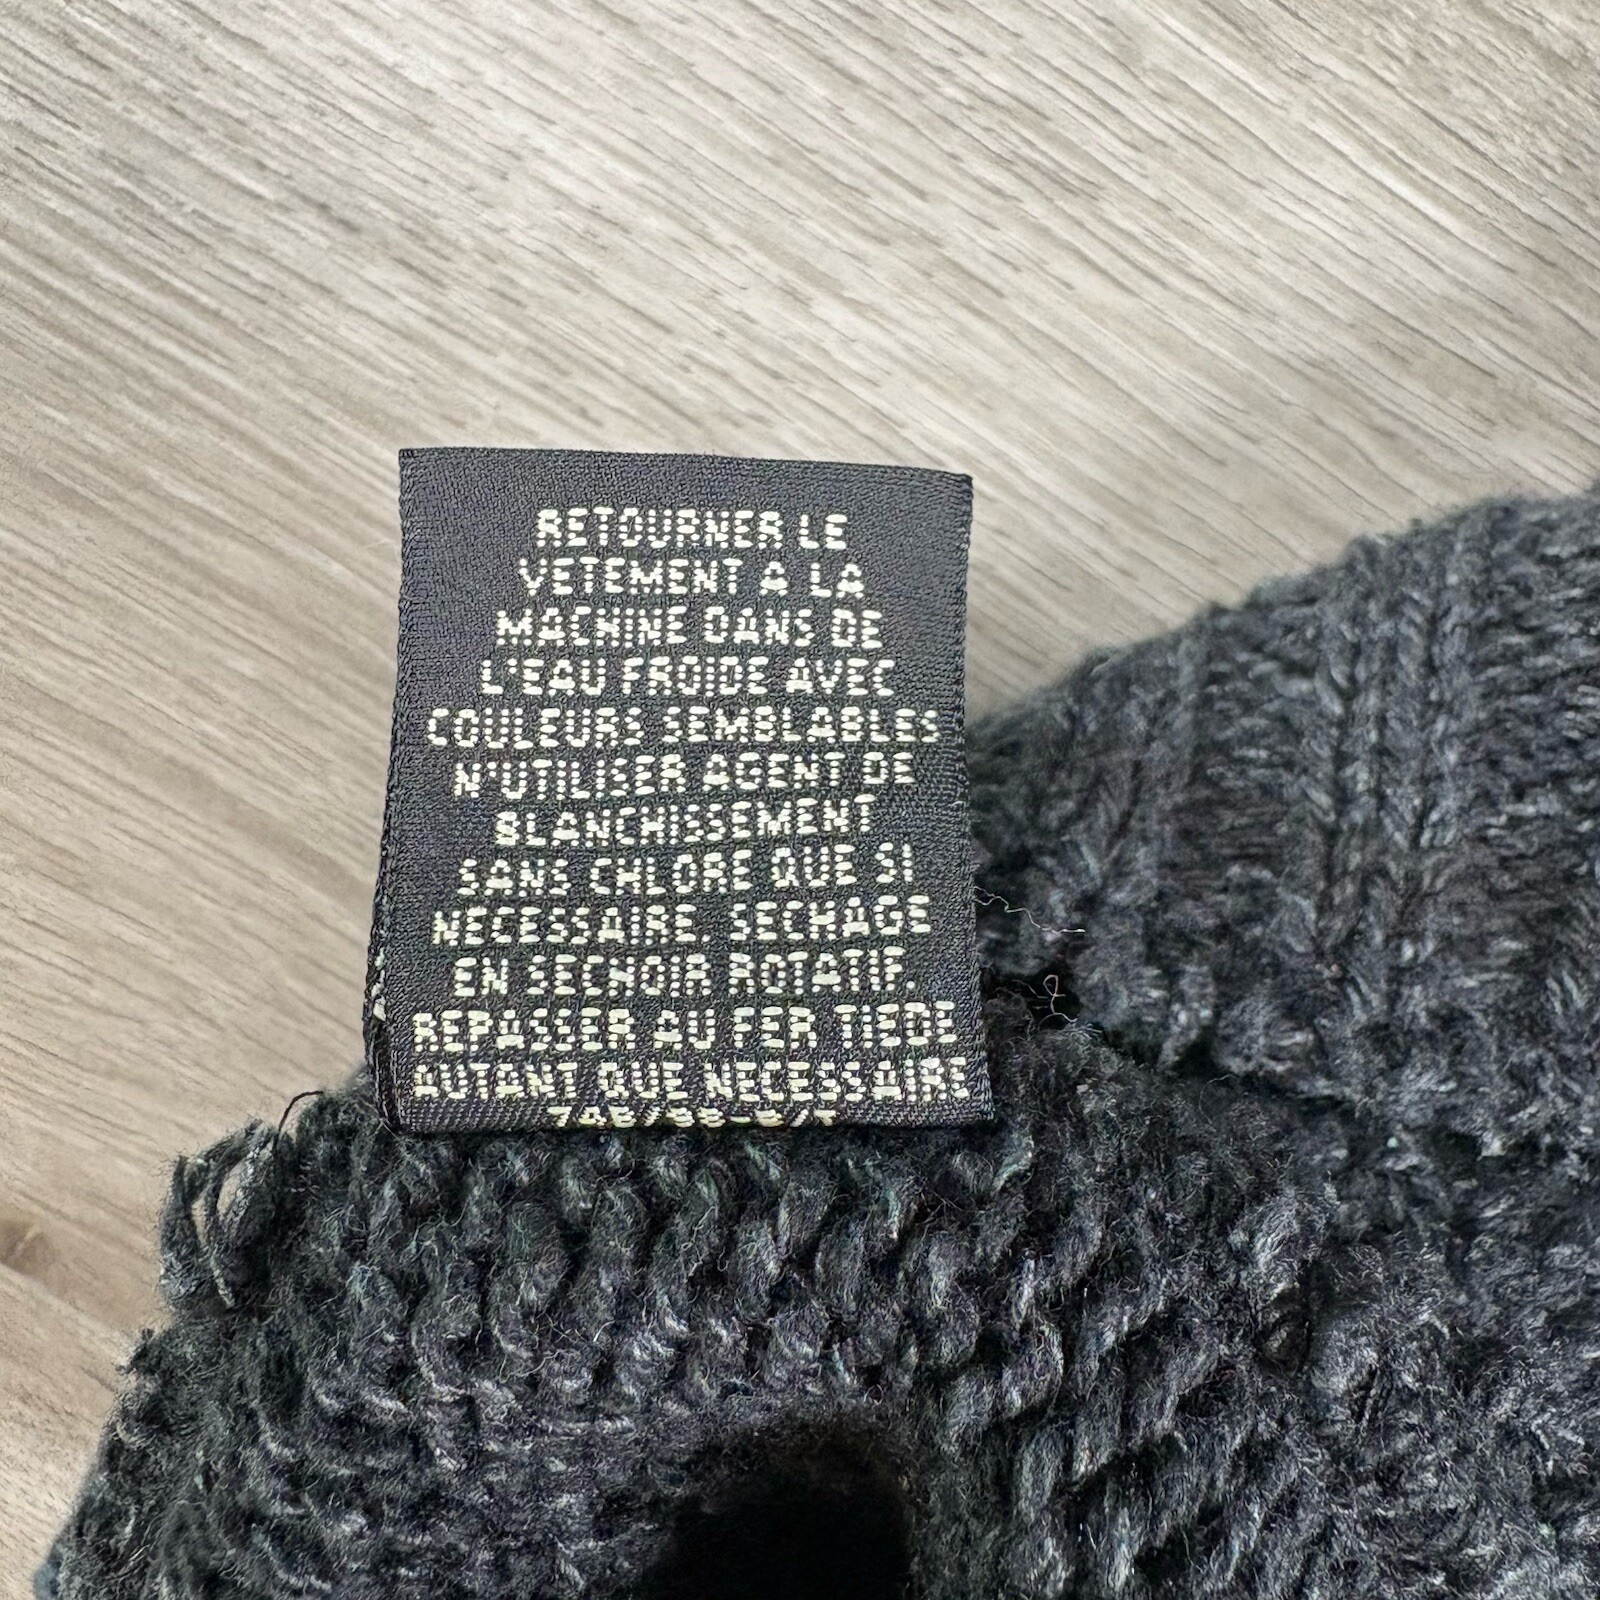 RETOURNER LE
VETEMENT A LA
MACHINE DANS DE
L'EAU FROIDE AVEC
COULEURS SEMBLABLES
N'UTILISER AGENT DE
BLANCHISSEMENT
SANS CHLORE QUE SI
NECESSAIRE. SECHAGE
EN SECHOIR ROTATIF.
REPASSER AU FER TIEDE
AUTANT QUE NECESSAIRE